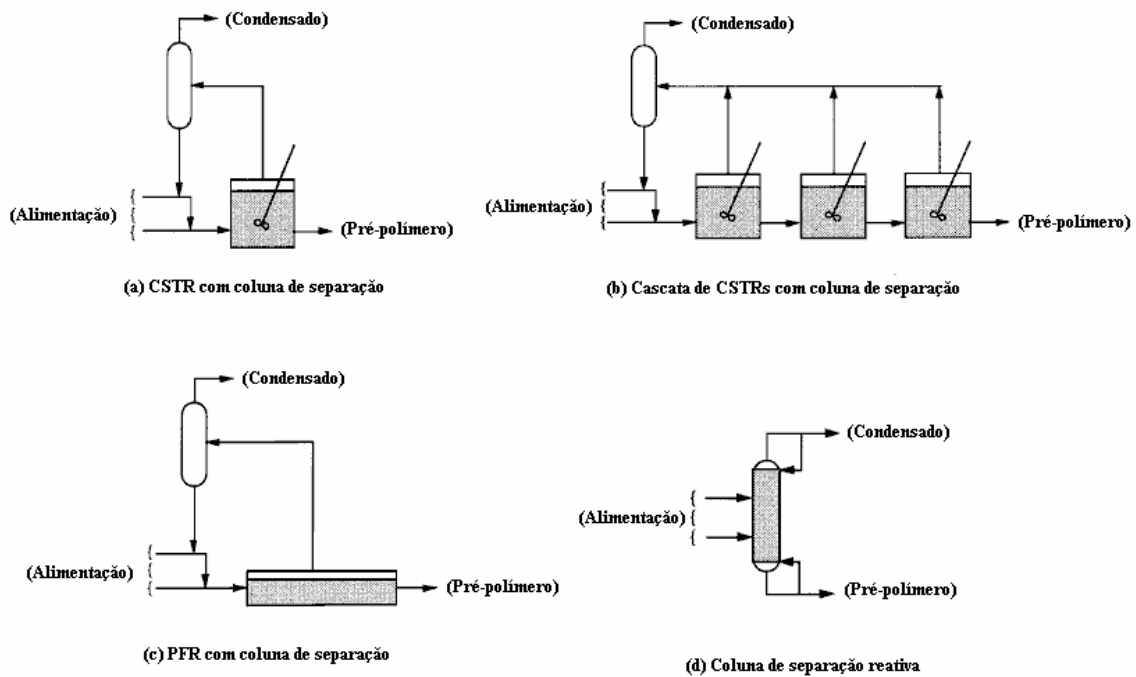 (Condensado)
(Alimentação)
(Pré-polímero)
(a) CSTR com coluna de separação
(Condensado)
(Alimentação)
(Pré-polímero)
(b) Cascata de CSTRs com coluna de separação
(Condensado)
(Alimentação)
(Pré-polímero)
(c) PFR com coluna de separação
(Condensado)
(Alimentação)
(Pré-polímero)
(d) Coluna de separação reativa